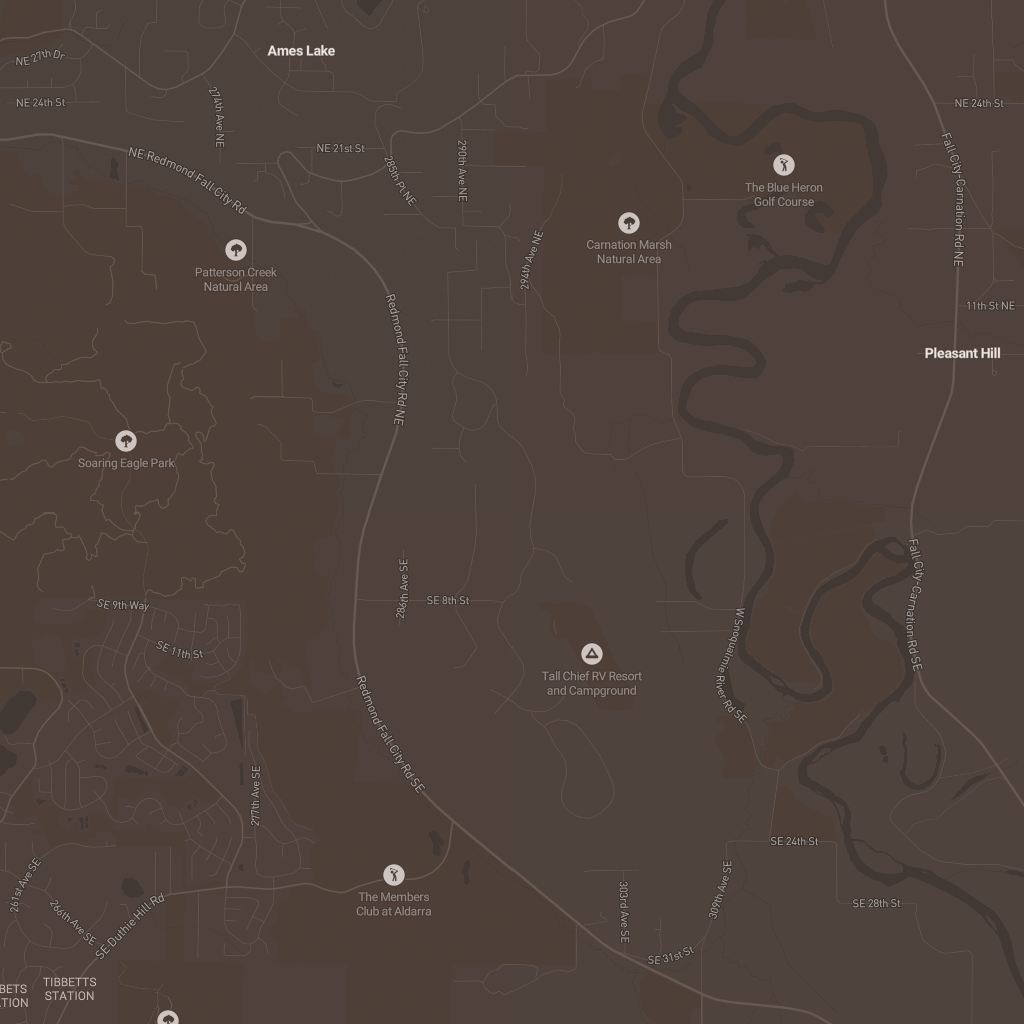 Ames Lake
NE 27th Dr
NE 24th St
274th Ave NE
NE 24th St
NE Redmond Fall City Rd
NE 21st St
285th Pl NE
290th Ave NE
Fall City-Carnation Rd NE
The Blue Heron
Golf Course
Carnation Marsh
Natural Area
294th Ave NE
Patterson Creek
Natural Area
11th St NE
Redmond Fall City Rd NE
Pleasant Hill
Soaring Eagle Park
286th Ave SE
SE 8th St
SE 9th Way
SE 11th St
Fall City-Carnation Rd SE
W Snoqualmie River Rd SE
Tall Chief RV Resort
and Campground
Redmond Fall City Rd SE
277th Ave SE
SE 24th St
The Members
Club at Aldarra
261st Ave SE
266th Ave SE
SE Duthie Hill Rd
303rd Ave SE
309th Ave SE
SE 28th St
SE 31st St
BETS
TION
TIBBETTS
STATION